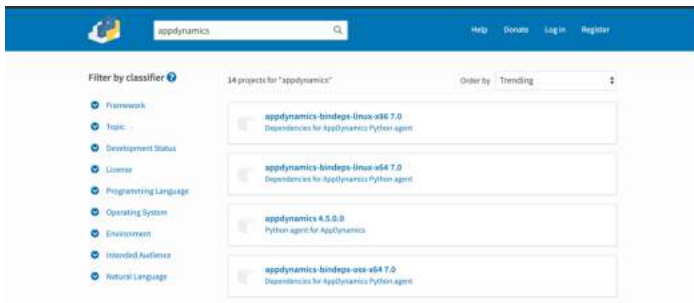 appdynamics
Help Donate Log in Register
Filter by classifier
14 projects for "appdynamics"
Order by Trending
Framework
Topic
Development Status
License
Programming Language
Operating System
Environment
Intended Audience
Natural Language
appdynamics-bindeps-linux-x86 7.0
Dependencies for AppDynamics Python agent
appdynamics-bindeps-linux-x64 7.0
Dependencies for AppDynamics Python agent
appdynamics 4.5.0.0
Python agent for AppDynamics
appdynamics-bindeps-osx-x64 7.0
Dependencies for AppDynamics Python agent